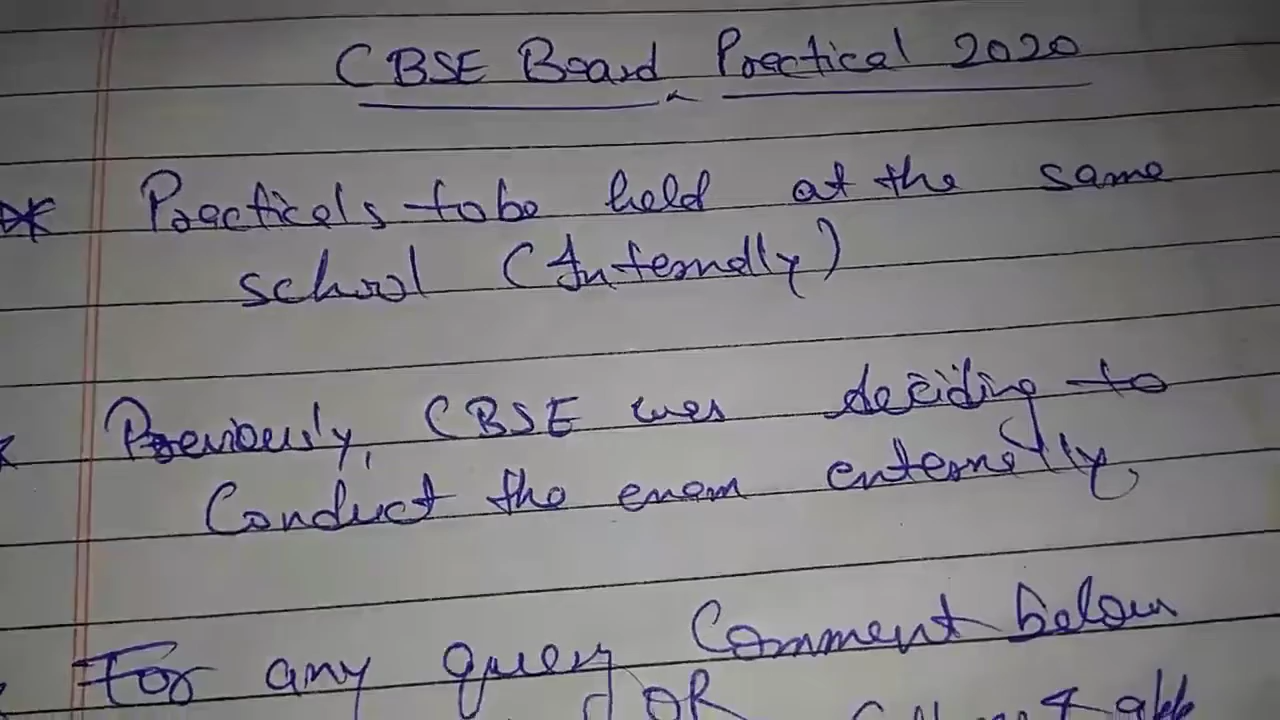 CBSE Board Practical 2020
Practicals to be held at the same
school (Internally)
Previously, CBSE was deciding to
Conduct the exam externally,
For any query Comment below
OR